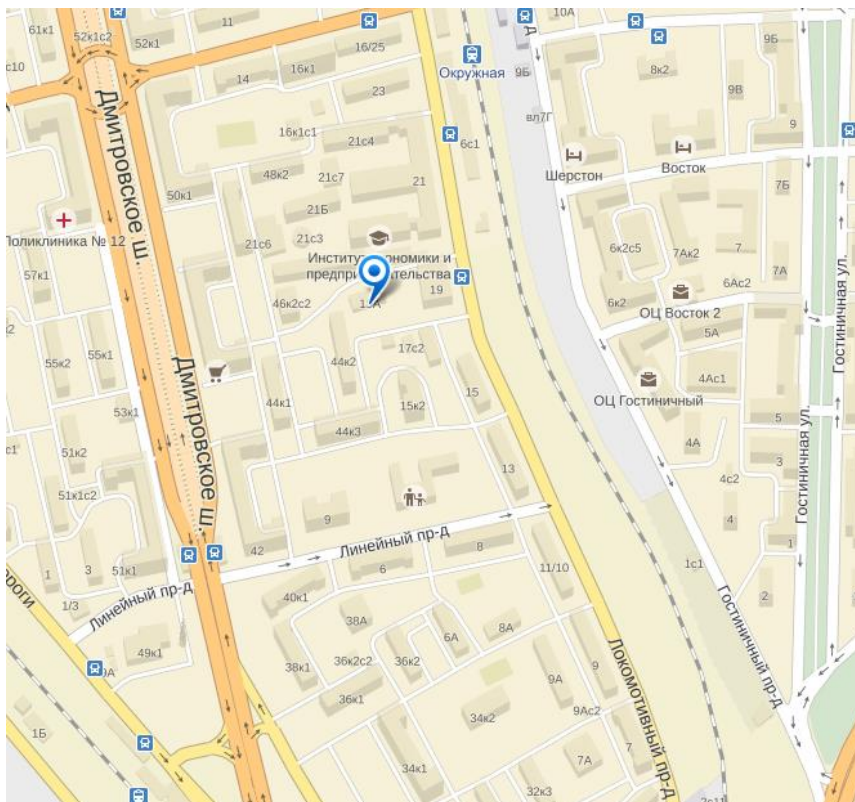 61к1
52к1с2
52к1
11
16/25
10А
9Б
8к2
9В
9Б
9
с10
14
16к1
23
Окружная
вл7Г
16к1с1
21с4
6с1
Шерстон
Восток
7Б
50к1
48к2
21с7
21
21Б
21с6
21с3
Поликлиника № 12
57к1
Институт экономики и
предпринимательства
6к2с5
7Ак2
7
7А
6Ас2
Дмитровское ш.
46к2с2
19
6к2
ОЦ Восток 2
5А
Гостиничная ул.
55к2
55к1
44к2
17с2
ОЦ Гостиничный
4Ас1
Дмитровское ш.
53к1
44к1
15к2
15
5
с1
51к2
44к3
4А
3
51к1с2
13
4с2
Гостиничная ул.
9
4
1
42
Линейный пр-д
8
6
11/10
1с1
1
3
51к1
1/3
Линейный пр-д
40к1
2
38А
8А
6А
Гостиничный пр-д
49к1
38к1
36к2с2
36к2
9
9А
36к1
Локомотивный пр-д
34к2
9Ас2
1Б
7А
7
34к1
32к3